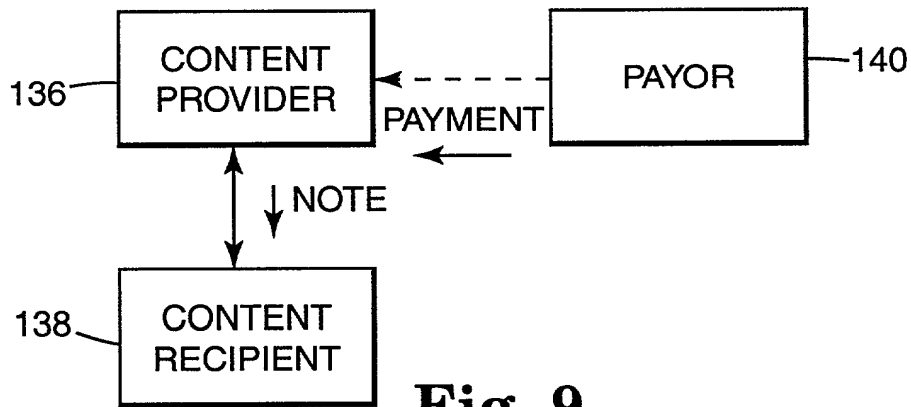 CONTENT
PROVIDER
136
PAYOR
140
PAYMENT
NOTE
CONTENT
RECIPIENT
138
Fig. 9